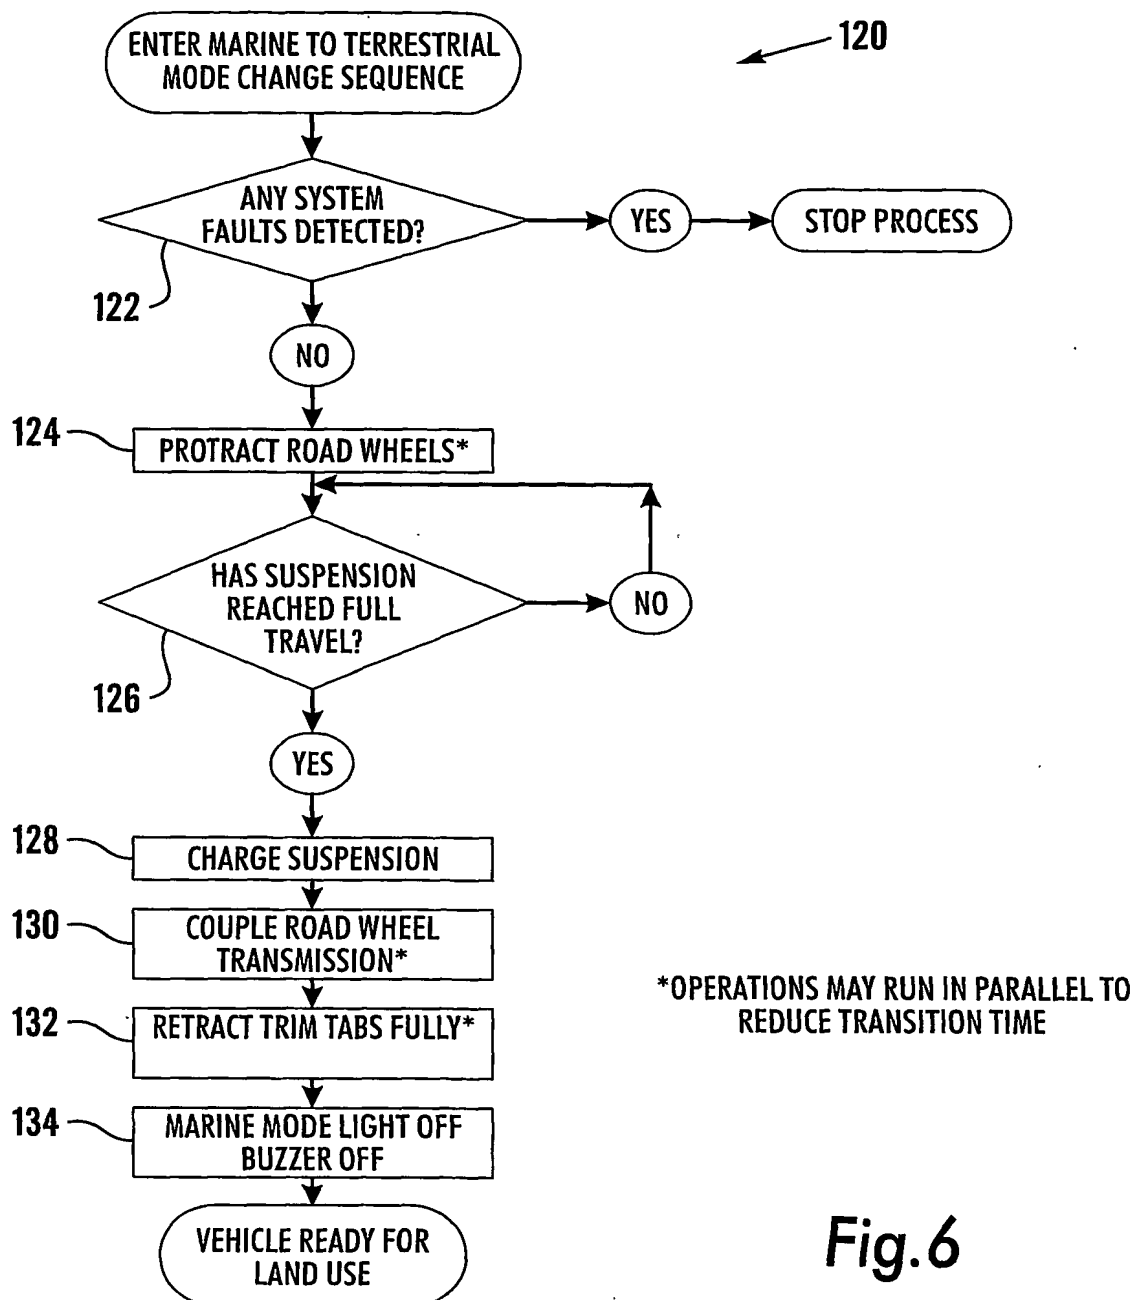 ENTER MARINE TO TERRESTRIAL
MODE CHANGE SEQUENCE
120
ANY SYSTEM
FAULTS DETECTED?
YES
STOP PROCESS
122
NO
124
PROTRACT ROAD WHEELS*
HAS SUSPENSION
REACHED FULL
TRAVEL?
NO
126
YES
128
CHARGE SUSPENSION
130
COUPLE ROAD WHEEL
TRANSMISSION*
132
RETRACT TRIM TABS FULLY*
*OPERATIONS MAY RUN IN PARALLEL TO
REDUCE TRANSITION TIME
134
MARINE MODE LIGHT OFF
BUZZER OFF
VEHICLE READY FOR
LAND USE
Fig.6